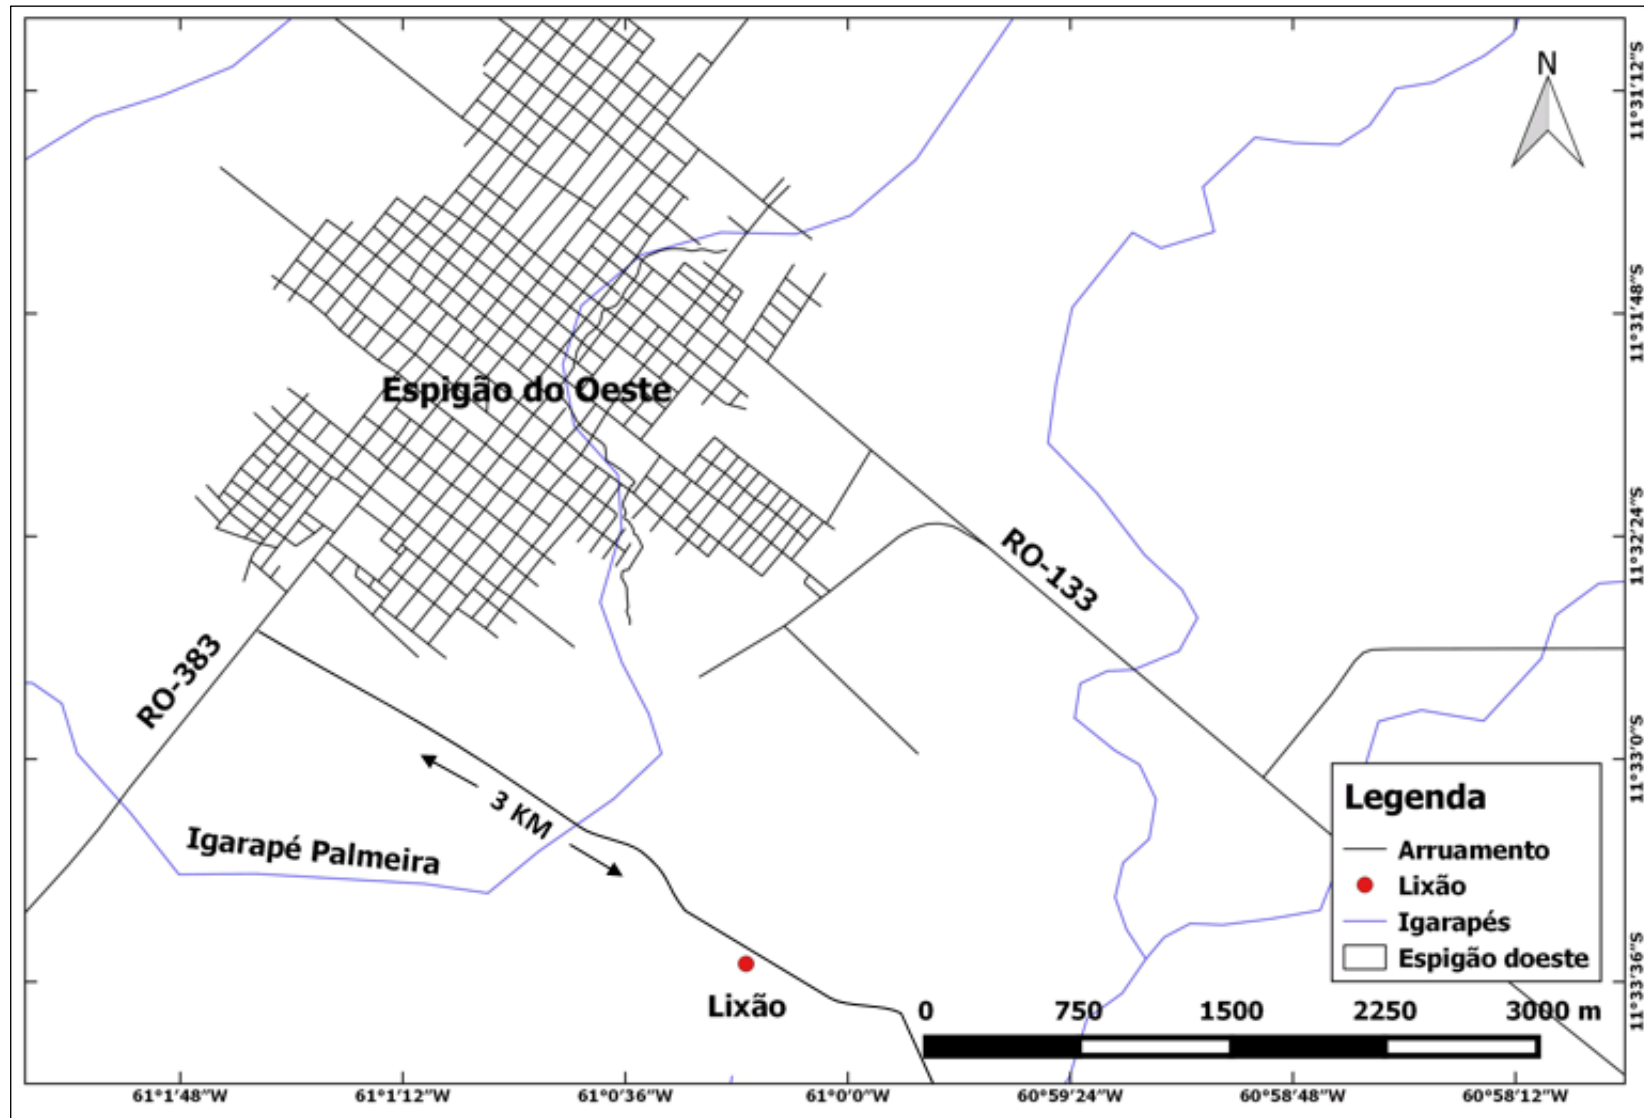 N
11°31'12"S
11°31'48"S
Espigão do Oeste
11°32'24"S
RO-133
RO-383
11°33'0"S
3 KM
Igarapé Palmeira
Legenda
Arruamento
Lixão
Igarapés
Espigão doeste
11°33'36"S
Lixão
0 750 1500 2250 3000 m
61°1'48"W 61°1'12"W 61°0'36"W 61°0'0"W 60°59'24"W 60°58'48"W 60°58'12"W